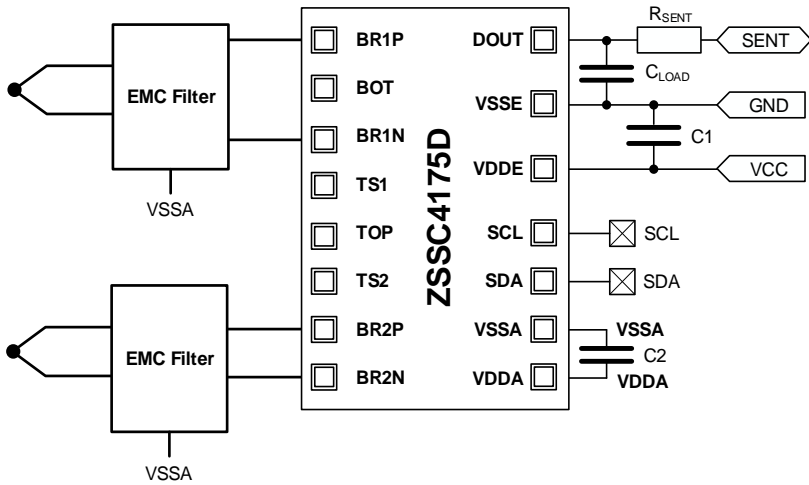 BR1P
BOT
BR1N
TS1
TOP
TS2
BR2P
BR2N
EMC Filter
VSSA
EMC Filter
VSSA
ZSSC4175D
DOUT
VSSE
VDDE
SCL
SDA
VSSA
VDDA
RSENT
SENT
CLOAD
GND
C1
VCC
SCL
SDA
VSSA
C2
VDDA